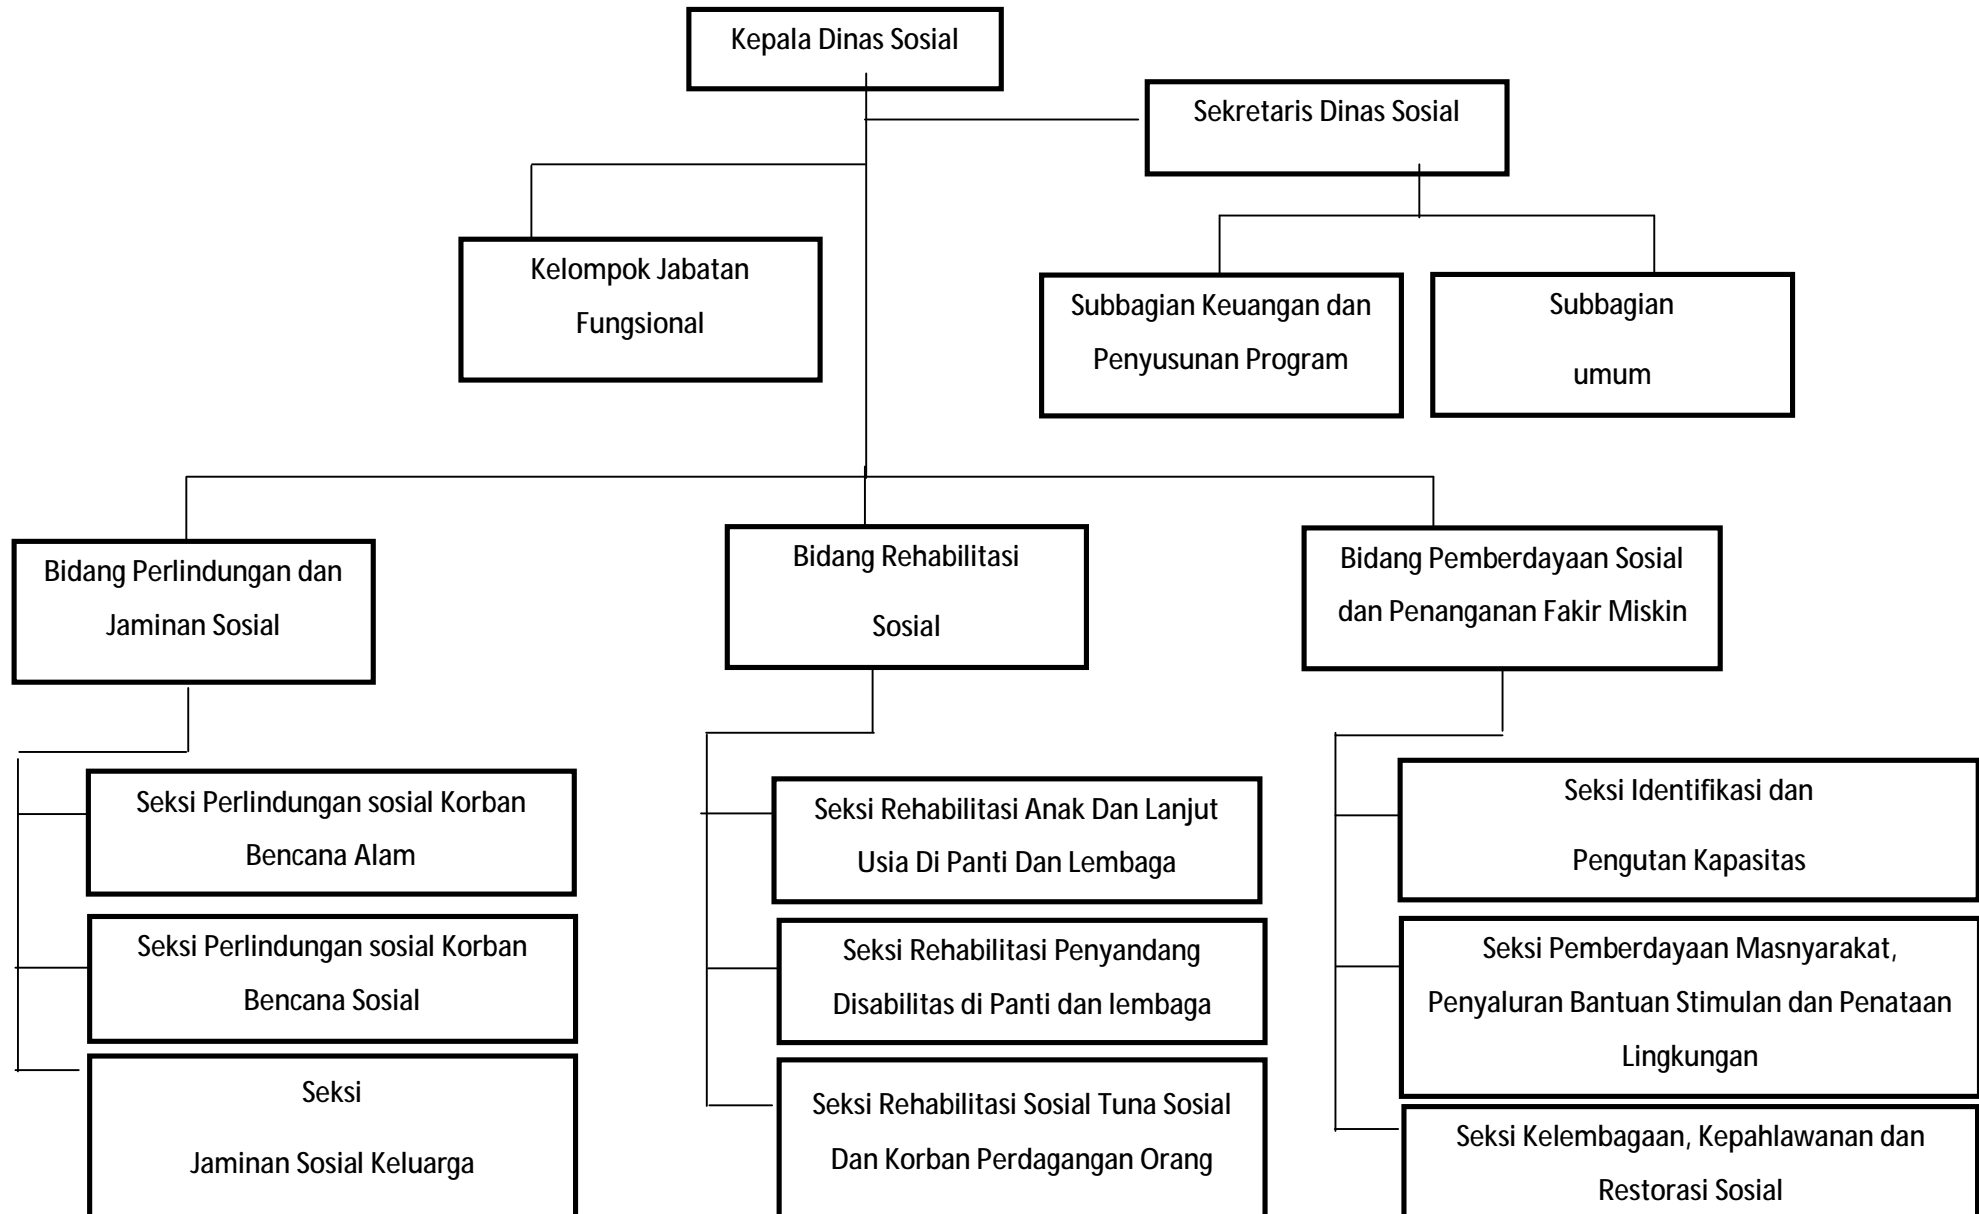 Kepala Dinas Sosial
Sekretaris Dinas Sosial
Kelompok Jabatan
Fungsional
Subbagian Keuangan dan
Penyusunan Program
Subbagian
umum
Bidang Perlindungan dan
Jaminan Sosial
Bidang Rehabilitasi
Sosial
Bidang Pemberdayaan Sosial
dan Penanganan Fakir Miskin
Seksi Perlindungan sosial Korban
Bencana Alam
Seksi Perlindungan sosial Korban
Bencana Sosial
Seksi
Jaminan Sosial Keluarga
Seksi Rehabilitasi Anak Dan Lanjut
Usia Di Panti Dan Lembaga
Seksi Rehabilitasi Penyandang
Disabilitas di Panti dan lembaga
Seksi Rehabilitasi Sosial Tuna Sosial
Dan Korban Perdagangan Orang
Seksi Identifikasi dan
Pengutan Kapasitas
Seksi Pemberdayaan Masnyarakat,
Penyaluran Bantuan Stimulan dan Penataan
Lingkungan
Seksi Kelembagaan, Kepahlawanan dan
Restorasi Sosial